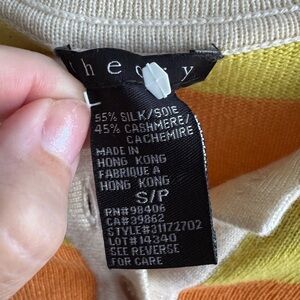 theory
55% SILK/SOIE
45% CASHMERE/
CACHEMIRE
MADE IN
HONG KONG
FABRIQUE A
HONG KONG
S/P
RN#98406
CA#39862
STYLE#31172702
LOT#14340
SEE REVERSE
FOR CARE